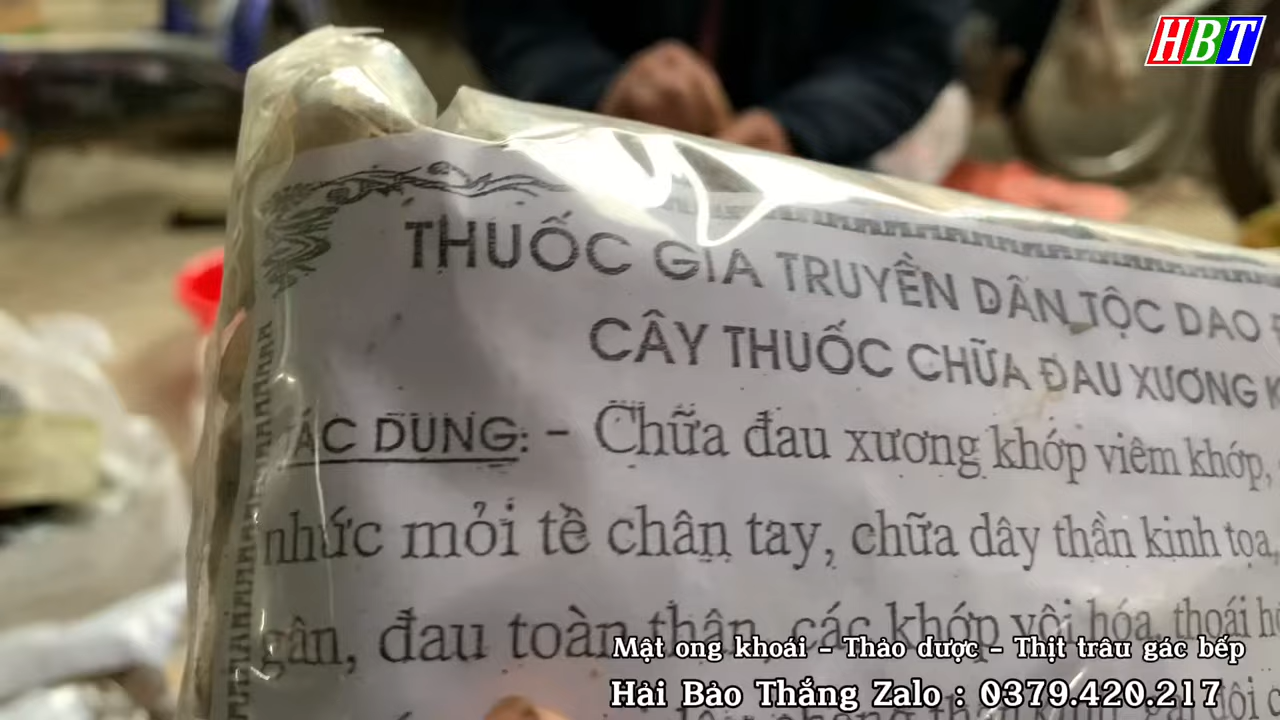 HBT
THUỐC GIA TRUYỀN DÂN TỘC DAO
CÂY THUỐC CHỮA ĐAU XƯƠNG
ÁC DỤNG: - Chữa đau xương khớp viêm khớp,
nhức mỏi tề chân tay, chữa dây thần kinh tọa,
gân, đau toàn thân, các khớp vôi hóa, thoái
Mật ong khoái - Thảo dược - Thịt trâu gác bếp
Hải Bảo Thắng Zalo : 0379.420.217